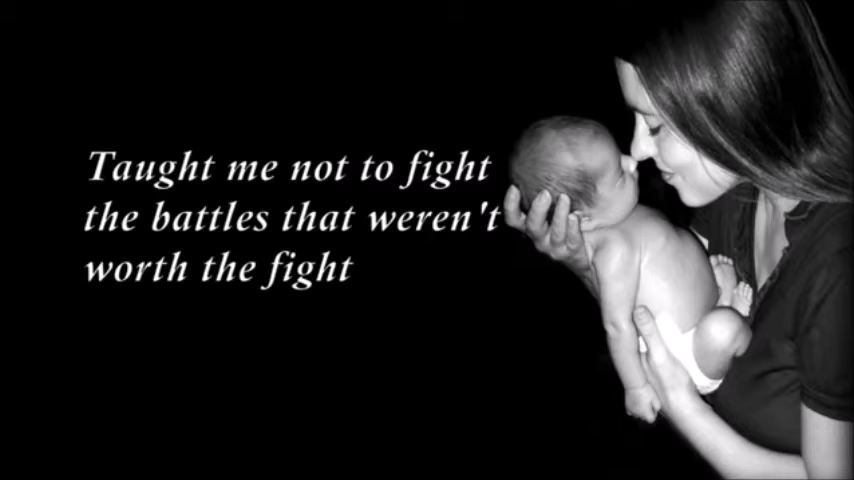 Taught me not to fight
the battles that weren't
worth the fight